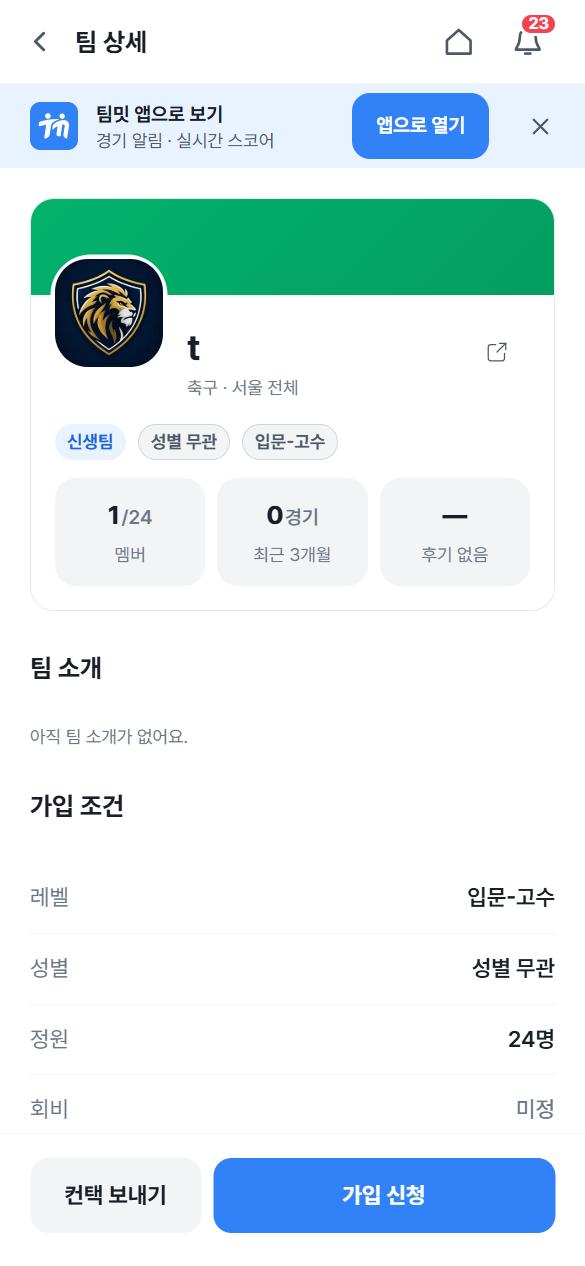 팀 상세
23
팀밋 앱으로 보기
경기 알림 · 실시간 스코어
앱으로 열기
t
축구 · 서울 전체
신생팀
성별 무관
입문-고수
1/24
멤버
0경기
최근 3개월
—
후기 없음
팀 소개
아직 팀 소개가 없어요.
가입 조건
레벨
입문-고수
성별
성별 무관
정원
24명
회비
미정
컨택 보내기
가입 신청